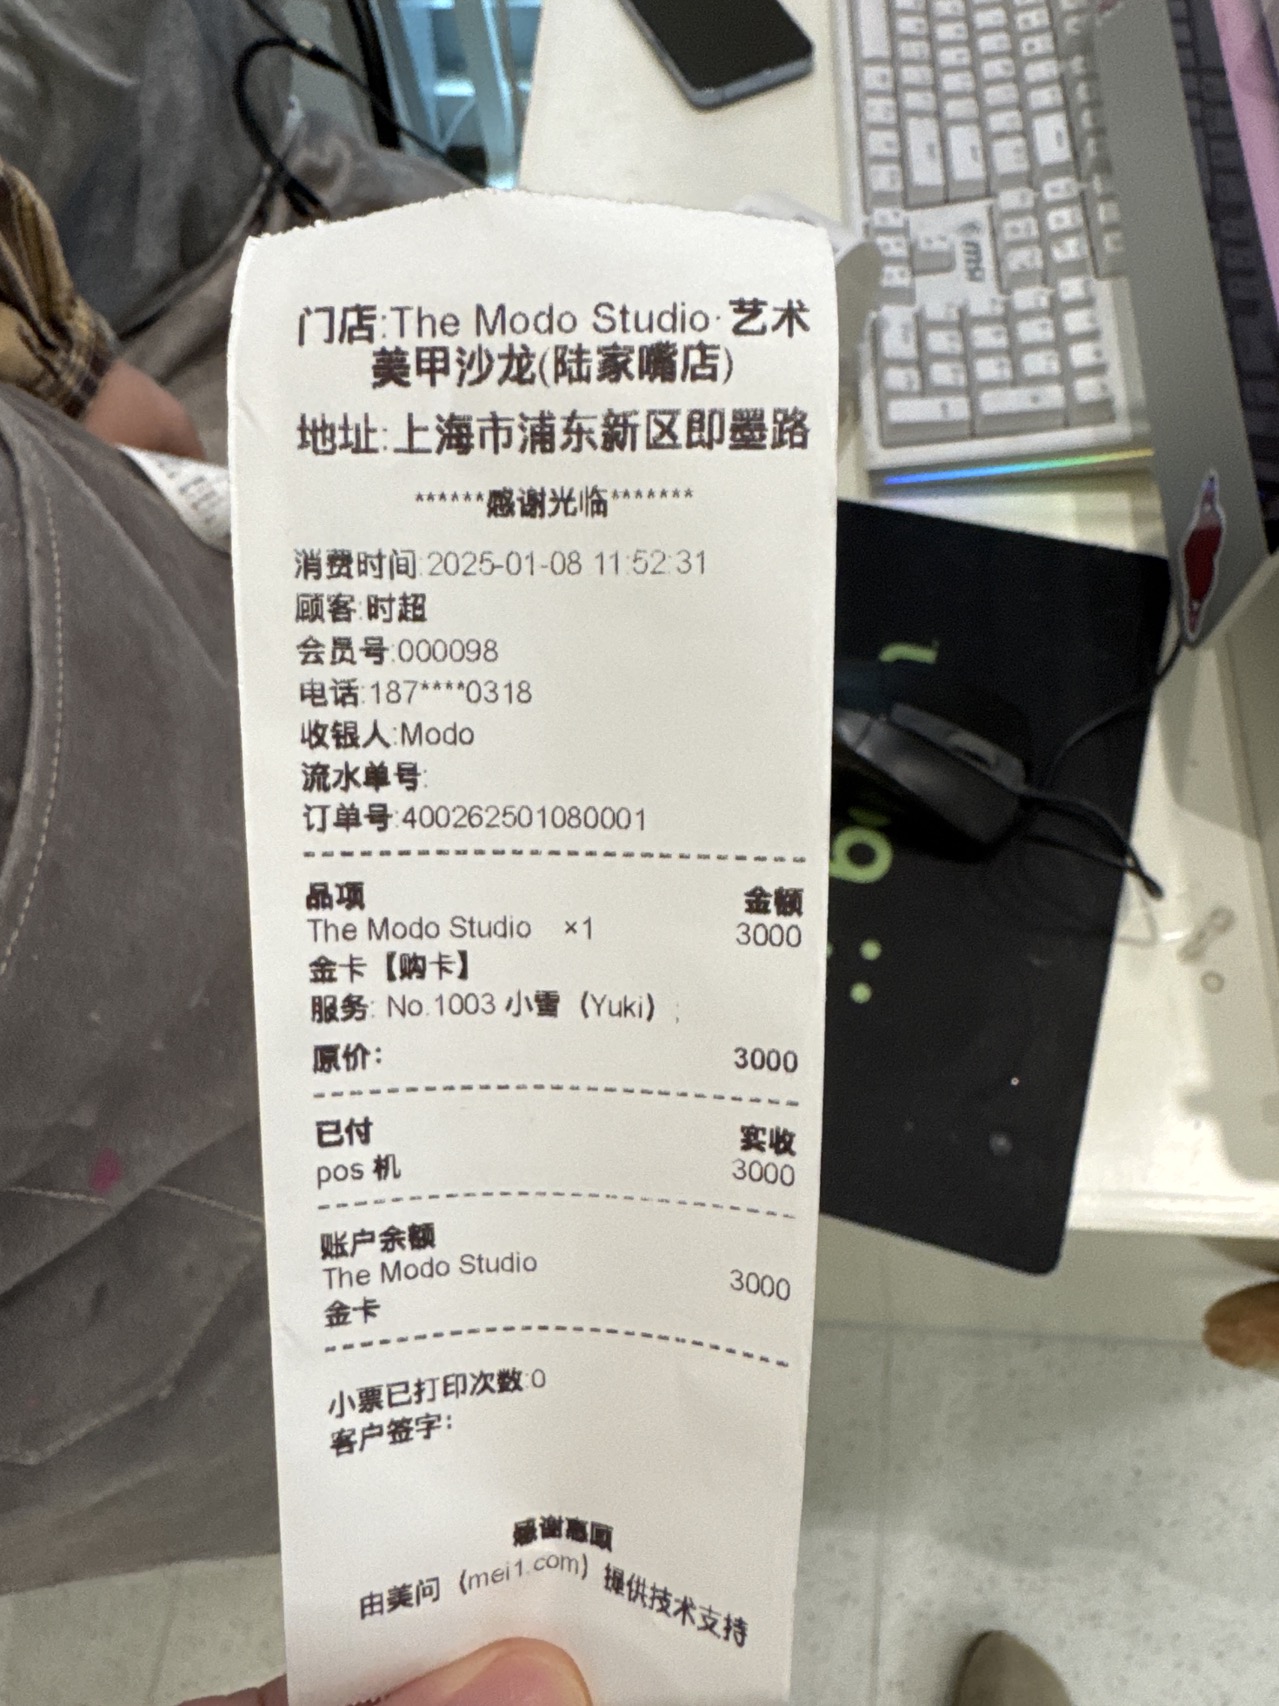 门店:The Modo Studio·艺术
美甲沙龙(陆家嘴店)
地址:上海市浦东新区即墨路
******感谢光临*******
消费时间:2025-01-08 11:52:31
顾客:时超
会员号:000098
电话:187****0318
收银人:Modo
流水单号:
订单号:400262501080001
品项 金额
The Modo Studio ×1 3000
金卡【购卡】
服务: No.1003 小雪（Yuki）;
原价： 3000
已付 实收
pos 机 3000
账户余额
The Modo Studio 3000
金卡
小票已打印次数:0
客户签字：
感谢惠顾
由美问（mei1.com）提供技术支持
msi